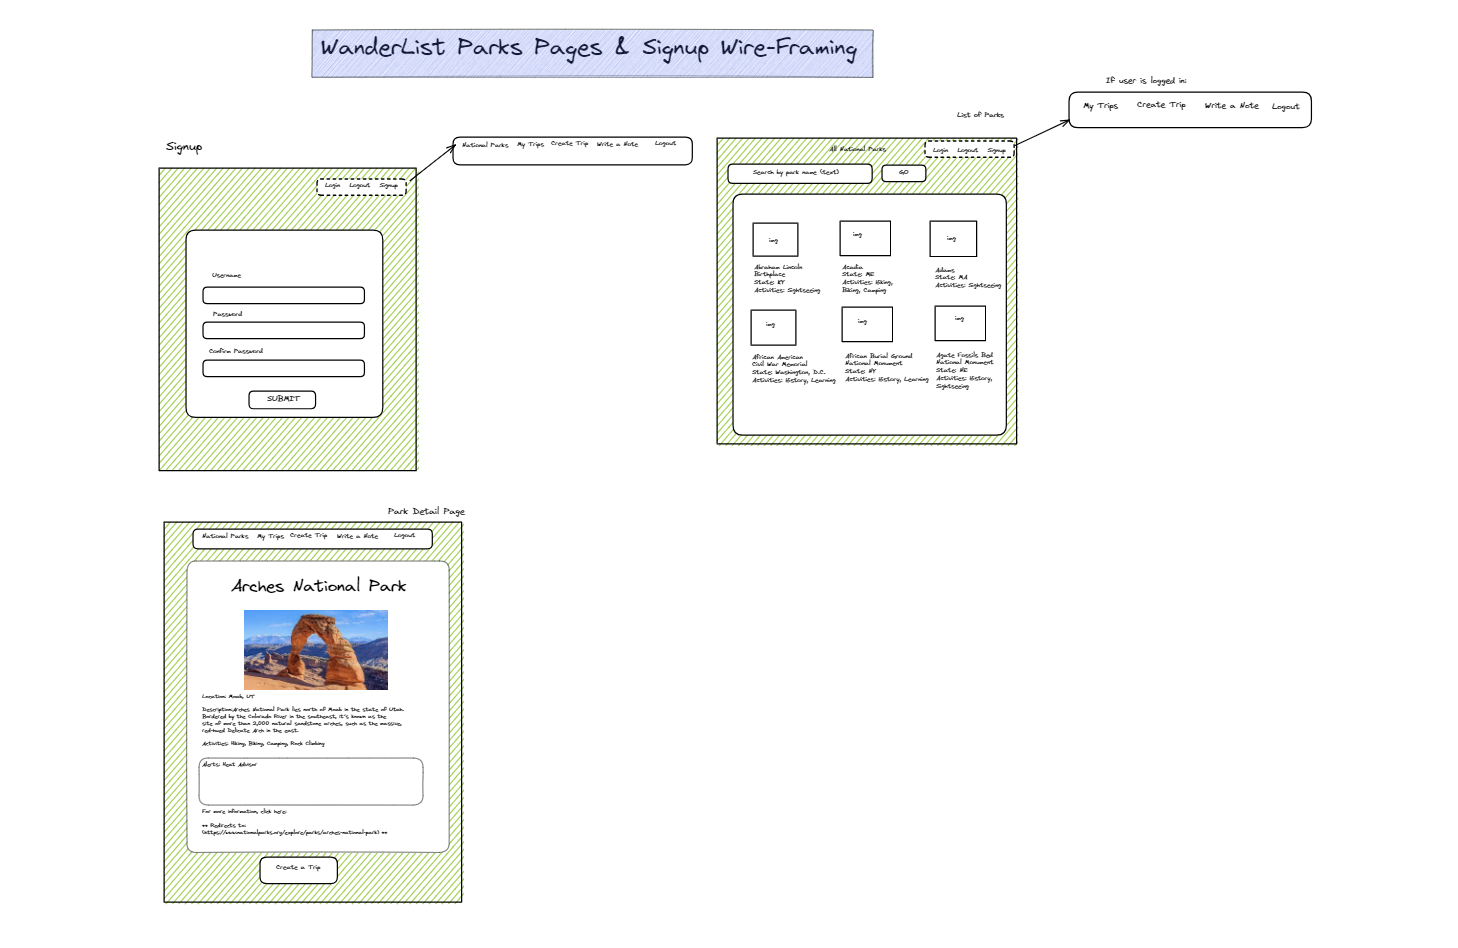 WanderList Parks Pages & Signup Wire-Framing
If user is logged in:
My Trips Create Trip Write a Note Logout
List of Parks
Signup
National Parks My Trips Create Trip Write a Note Logout
Login Logout Signup
Username
Password
Confirm Password
SUBMIT
All National Parks
Login Logout Signup
Search by park name (text)
GO
img
Abraham Lincoln
Birthplace
State: KY
Activities: Sightseeing
img
Acadia
State: ME
Activities: Hiking,
Biking, Camping
img
Adams
State: MA
Activities: Sightseeing
img
African American
Civil War Memorial
State: Washington, D.C.
Activities: History, Learning
img
African Burial Ground
National Monument
State: NY
Activities: History, Learning
img
Agate Fossils Bed
National Monument
State: NE
Activities: History,
Sightseeing
Park Detail Page
National Parks My Trips Create Trip Write a Note Logout
Arches National Park
Location: Moab, UT
Description:Arches National Park lies north of Moab in the state of Utah.
Bordered by the Colorado River in the southeast, it's known as the
site of more than 2,000 natural sandstone arches, such as the massive,
red-hued Delicate Arch in the east.
Activities: Hiking, Biking, Camping, Rock Climbing
Alerts: Heat Advisor
For more information, click here:
** Redirects to:
(https://www.nationalparks.org/explore/parks/arches-national-park) **
Create a Trip